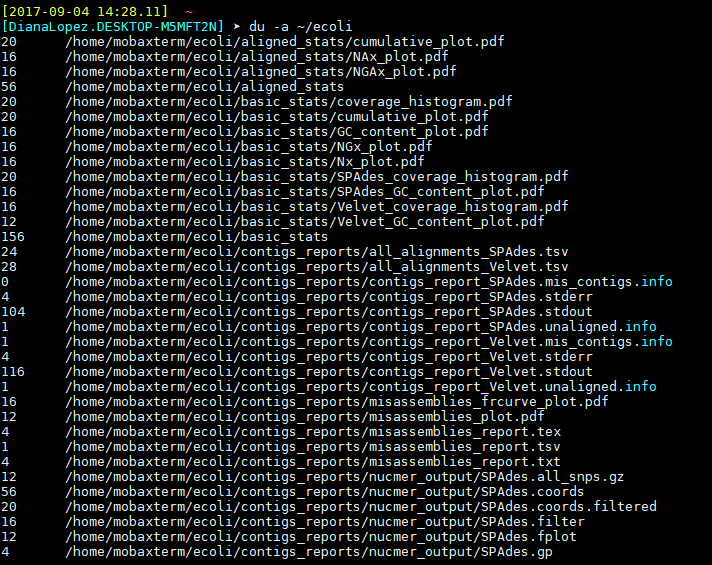 [2017-09-04 14:28.11]  ~
[DianaLopez.DESKTOP-M5MFT2N] ➤ du -a ~/ecoli
20      /home/mobaxterm/ecoli/aligned_stats/cumulative_plot.pdf
16      /home/mobaxterm/ecoli/aligned_stats/NAx_plot.pdf
16      /home/mobaxterm/ecoli/aligned_stats/NGAx_plot.pdf
56      /home/mobaxterm/ecoli/aligned_stats
20      /home/mobaxterm/ecoli/basic_stats/coverage_histogram.pdf
20      /home/mobaxterm/ecoli/basic_stats/cumulative_plot.pdf
16      /home/mobaxterm/ecoli/basic_stats/GC_content_plot.pdf
16      /home/mobaxterm/ecoli/basic_stats/NGx_plot.pdf
16      /home/mobaxterm/ecoli/basic_stats/Nx_plot.pdf
20      /home/mobaxterm/ecoli/basic_stats/SPAdes_coverage_histogram.pdf
16      /home/mobaxterm/ecoli/basic_stats/SPAdes_GC_content_plot.pdf
16      /home/mobaxterm/ecoli/basic_stats/Velvet_coverage_histogram.pdf
12      /home/mobaxterm/ecoli/basic_stats/Velvet_GC_content_plot.pdf
156     /home/mobaxterm/ecoli/basic_stats
24      /home/mobaxterm/ecoli/contigs_reports/all_alignments_SPAdes.tsv
28      /home/mobaxterm/ecoli/contigs_reports/all_alignments_Velvet.tsv
0       /home/mobaxterm/ecoli/contigs_reports/contigs_report_SPAdes.mis_contigs.info
4       /home/mobaxterm/ecoli/contigs_reports/contigs_report_SPAdes.stderr
104     /home/mobaxterm/ecoli/contigs_reports/contigs_report_SPAdes.stdout
1       /home/mobaxterm/ecoli/contigs_reports/contigs_report_SPAdes.unaligned.info
1       /home/mobaxterm/ecoli/contigs_reports/contigs_report_Velvet.mis_contigs.info
4       /home/mobaxterm/ecoli/contigs_reports/contigs_report_Velvet.stderr
116     /home/mobaxterm/ecoli/contigs_reports/contigs_report_Velvet.stdout
1       /home/mobaxterm/ecoli/contigs_reports/contigs_report_Velvet.unaligned.info
16      /home/mobaxterm/ecoli/contigs_reports/misassemblies_frcurve_plot.pdf
12      /home/mobaxterm/ecoli/contigs_reports/misassemblies_plot.pdf
4       /home/mobaxterm/ecoli/contigs_reports/misassemblies_report.tex
1       /home/mobaxterm/ecoli/contigs_reports/misassemblies_report.tsv
4       /home/mobaxterm/ecoli/contigs_reports/misassemblies_report.txt
12      /home/mobaxterm/ecoli/contigs_reports/nucmer_output/SPAdes.all_snps.gz
56      /home/mobaxterm/ecoli/contigs_reports/nucmer_output/SPAdes.coords
20      /home/mobaxterm/ecoli/contigs_reports/nucmer_output/SPAdes.coords.filtered
16      /home/mobaxterm/ecoli/contigs_reports/nucmer_output/SPAdes.filter
12      /home/mobaxterm/ecoli/contigs_reports/nucmer_output/SPAdes.fplot
4       /home/mobaxterm/ecoli/contigs_reports/nucmer_output/SPAdes.gp